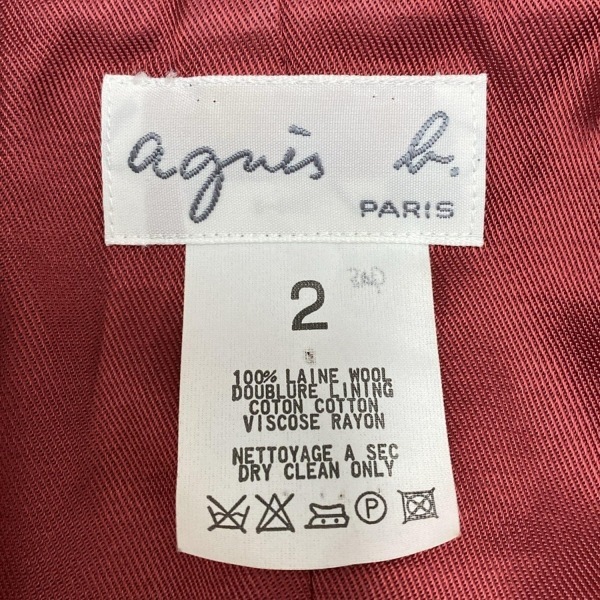 agnès b.
PARIS
2
100% LAINE WOOL
DOUBLURE LINING
COTON COTTON
VISCOSE RAYON
NETTOYAGE A SEC
DRY CLEAN ONLY
P